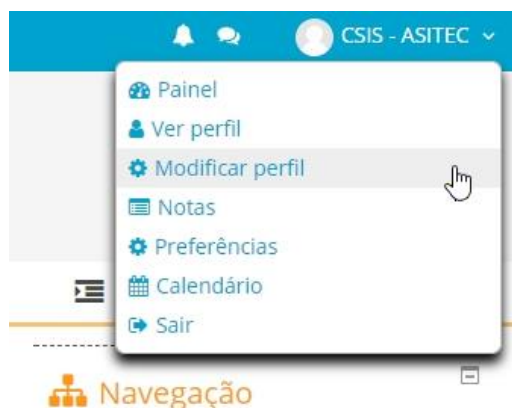 CSIS - ASITEC
Painel
Ver perfil
Modificar perfil
Notas
Preferências
Calendário
Sair
Navegação